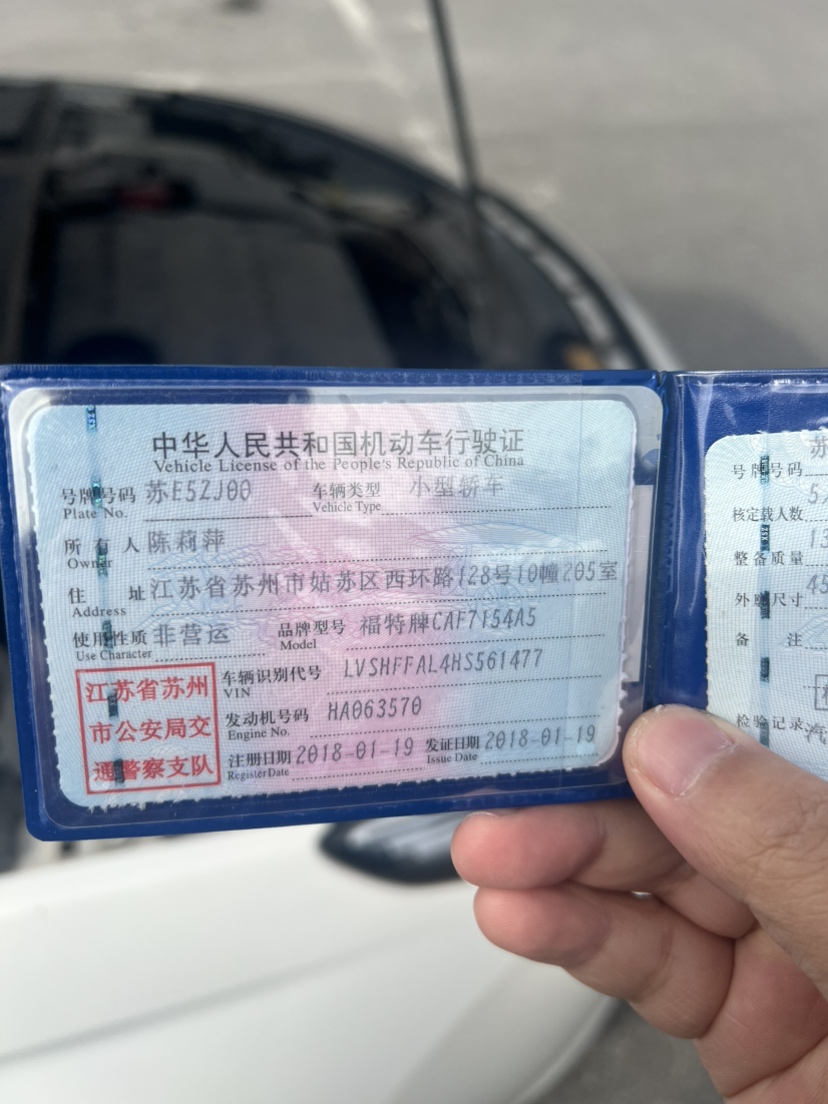 中华人民共和国机动车行驶证
Vehicle License of the People's Republic of China
号牌号码 苏E5ZJ00 车辆类型 小型轿车
Plate No. Vehicle Type
所有人 陈莉萍
Owner
住址 江苏省苏州市姑苏区西环路128号10幢205室
Address
使用性质 非营运 品牌型号 福特牌CAF7154A5
Use Character Model
车辆识别代号 LVSHFFAL4HS561477
VIN
发动机号码 HA063570
Engine No.
注册日期 2018-01-19 发证日期 2018-01-19
Register Date Issue Date
江苏省苏州
市公安局交
通警察支队
号牌号码 苏
核定载人数 5
整备质量 13
外廓尺寸 45
备注
检验记录 汽